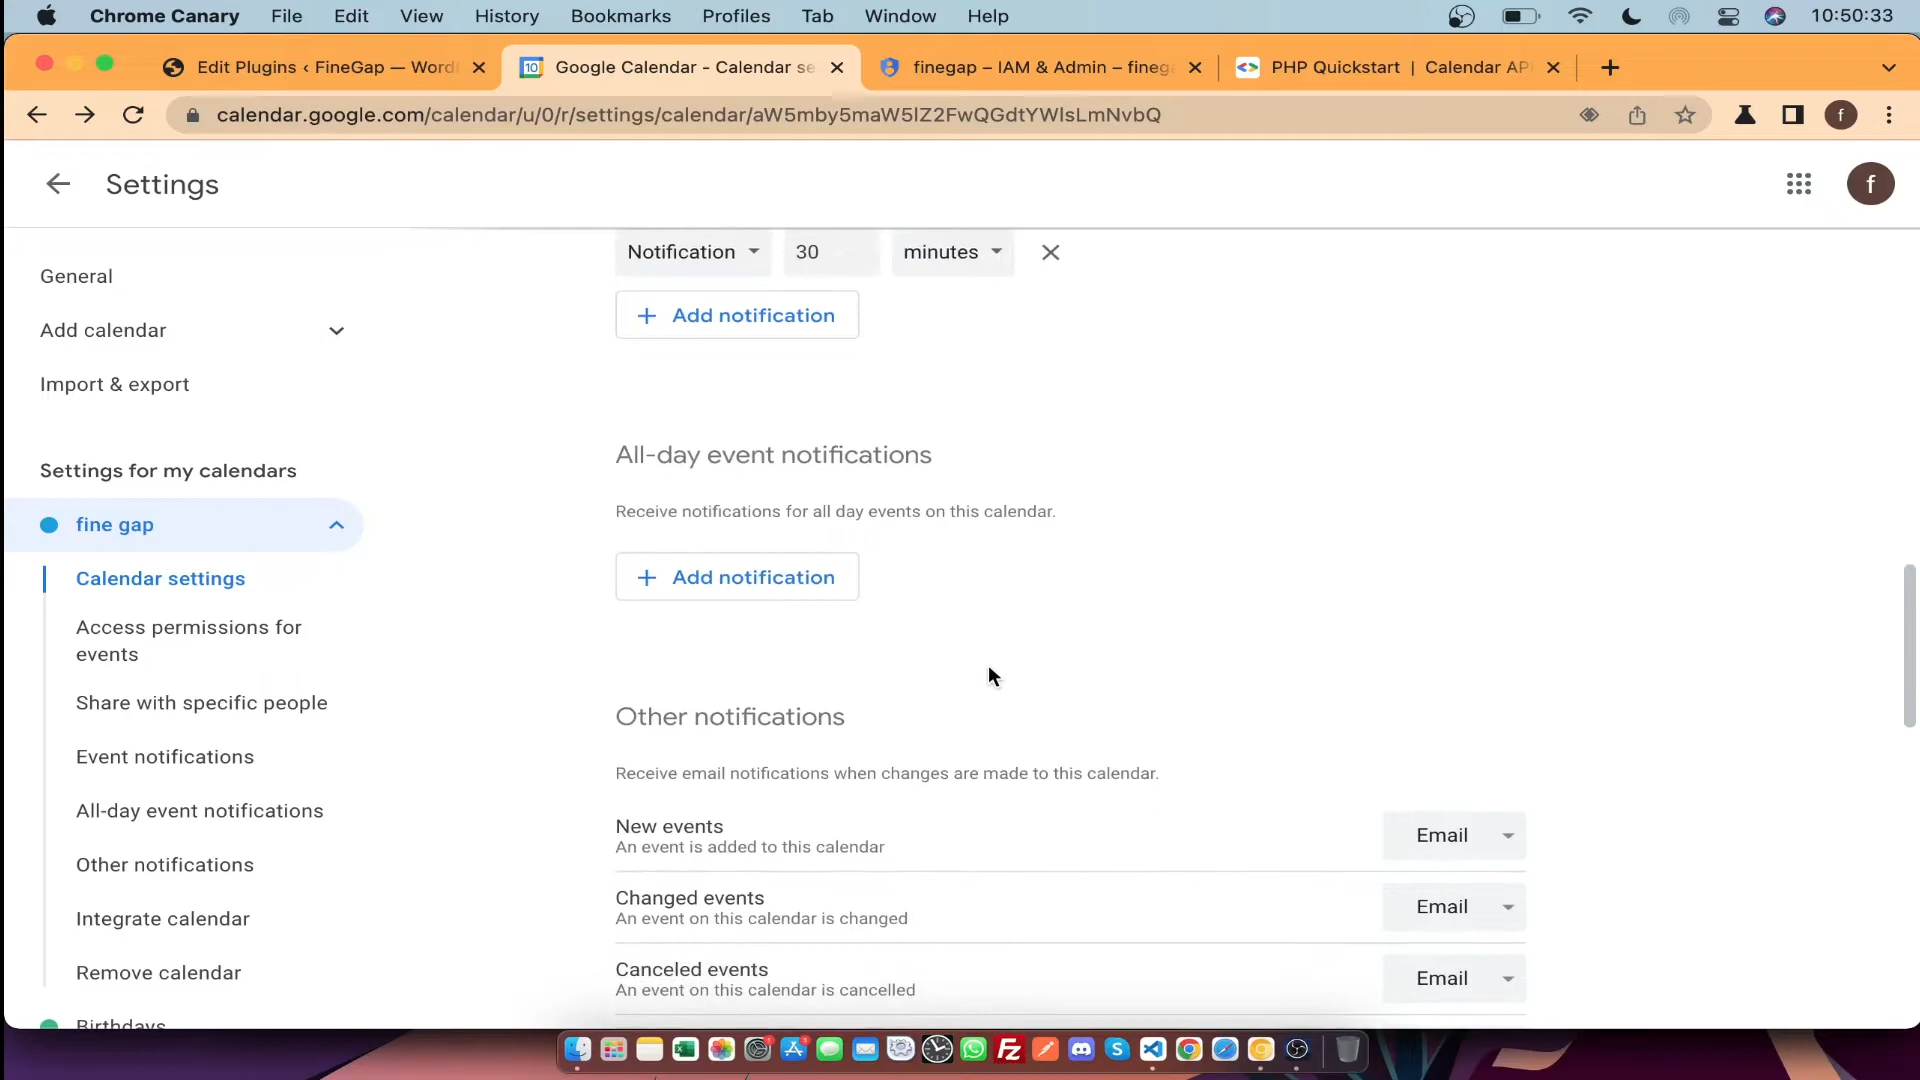 Chrome Canary File Edit View History Bookmarks Profiles Tab Window Help 10:50:33
Edit Plugins ‹ FineGap — Word
10
Google Calendar - Calendar se
finegap – IAM & Admin – finega
PHP Quickstart | Calendar API
calendar.google.com/calendar/u/0/r/settings/calendar/aW5mby5maW5lZ2FwQGdtYWlsLmNvbQ
f
Settings
f
General
Add calendar
Import & export
Settings for my calendars
fine gap
Calendar settings
Access permissions for
events
Share with specific people
Event notifications
All-day event notifications
Other notifications
Integrate calendar
Remove calendar
Birthdays
Notification 30 minutes
+ Add notification
All-day event notifications
Receive notifications for all day events on this calendar.
+ Add notification
Other notifications
Receive email notifications when changes are made to this calendar.
New events
An event is added to this calendar
Email
Changed events
An event on this calendar is changed
Email
Canceled events
An event on this calendar is cancelled
Email
Fz